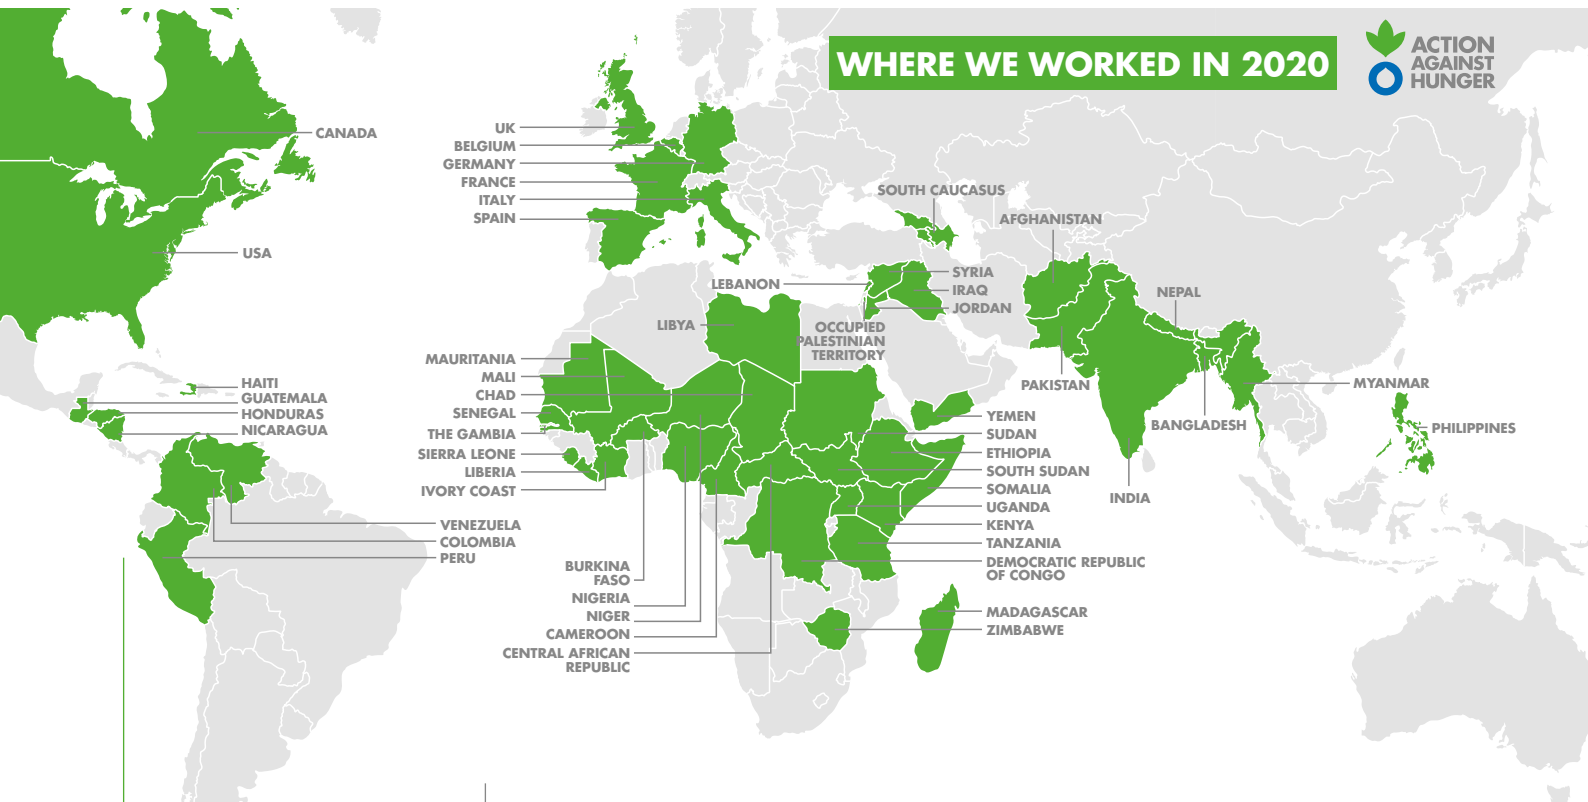 WHERE WE WORKED IN 2020
ACTION
AGAINST
HUNGER
CANADA
USA
UK
BELGIUM
GERMANY
FRANCE
ITALY
SPAIN
SOUTH CAUCASUS
AFGHANISTAN
SYRIA
IRAQ
JORDAN
LEBANON
LIBYA
OCCUPIED
PALESTINIAN
TERRITORY
NEPAL
PAKISTAN
MYANMAR
BANGLADESH
PHILIPPINES
INDIA
MAURITANIA
MALI
CHAD
SENEGAL
THE GAMBIA
SIERRA LEONE
LIBERIA
IVORY COAST
HAITI
GUATEMALA
HONDURAS
NICARAGUA
VENEZUELA
COLOMBIA
PERU
BURKINA
FASO
NIGERIA
NIGER
CAMEROON
CENTRAL AFRICAN
REPUBLIC
YEMEN
SUDAN
ETHIOPIA
SOUTH SUDAN
SOMALIA
UGANDA
KENYA
TANZANIA
DEMOCRATIC REPUBLIC
OF CONGO
MADAGASCAR
ZIMBABWE